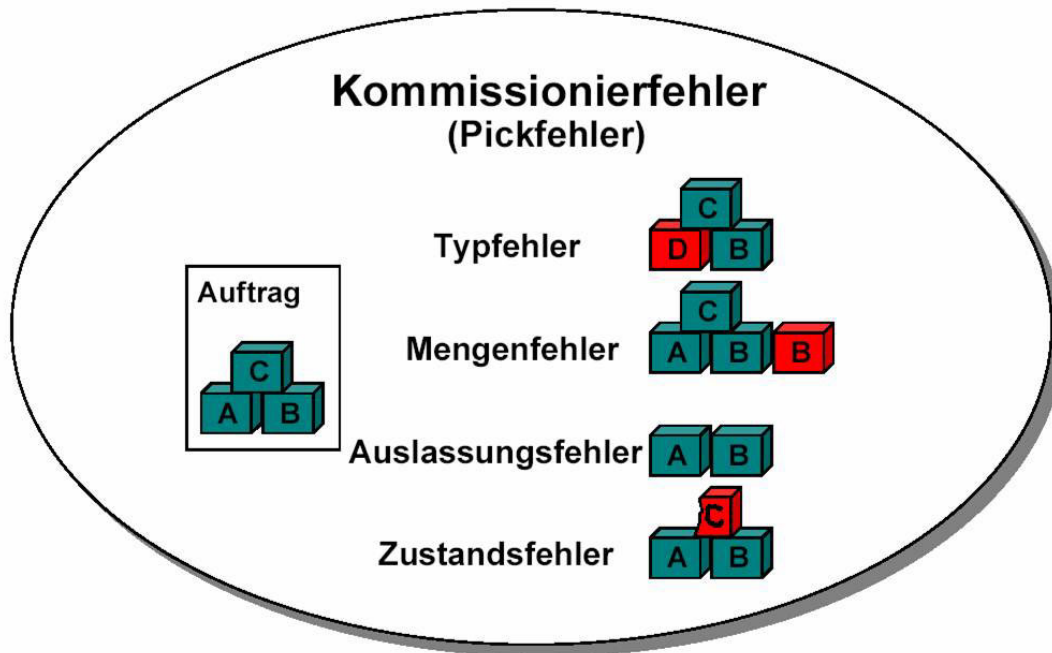 Kommissionierfehler
(Pickfehler)
Auftrag
C
A B
Typfehler
C
D B
Mengenfehler
C
A B B
Auslassungsfehler
A B
Zustandsfehler
C
A B